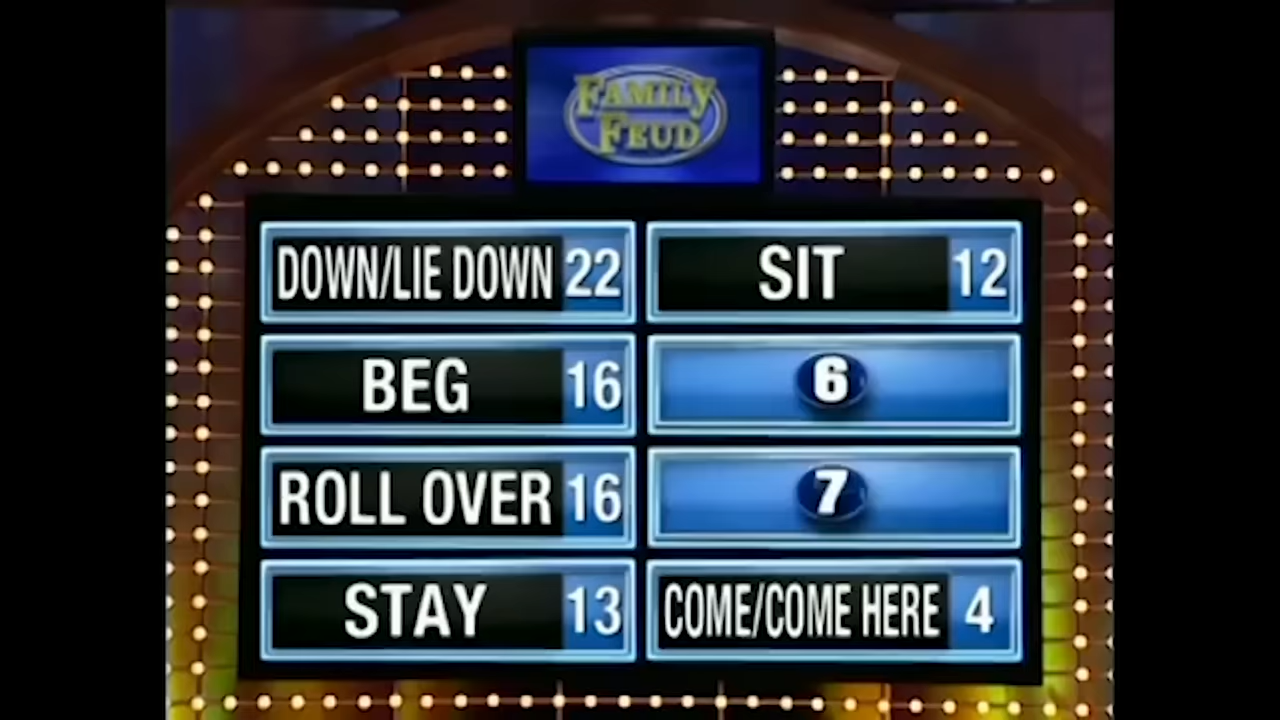 FAMILY
FEUD
DOWN/LIE DOWN 22
SIT 12
BEG 16
6
ROLL OVER 16
7
STAY 13
COME/COME HERE 4